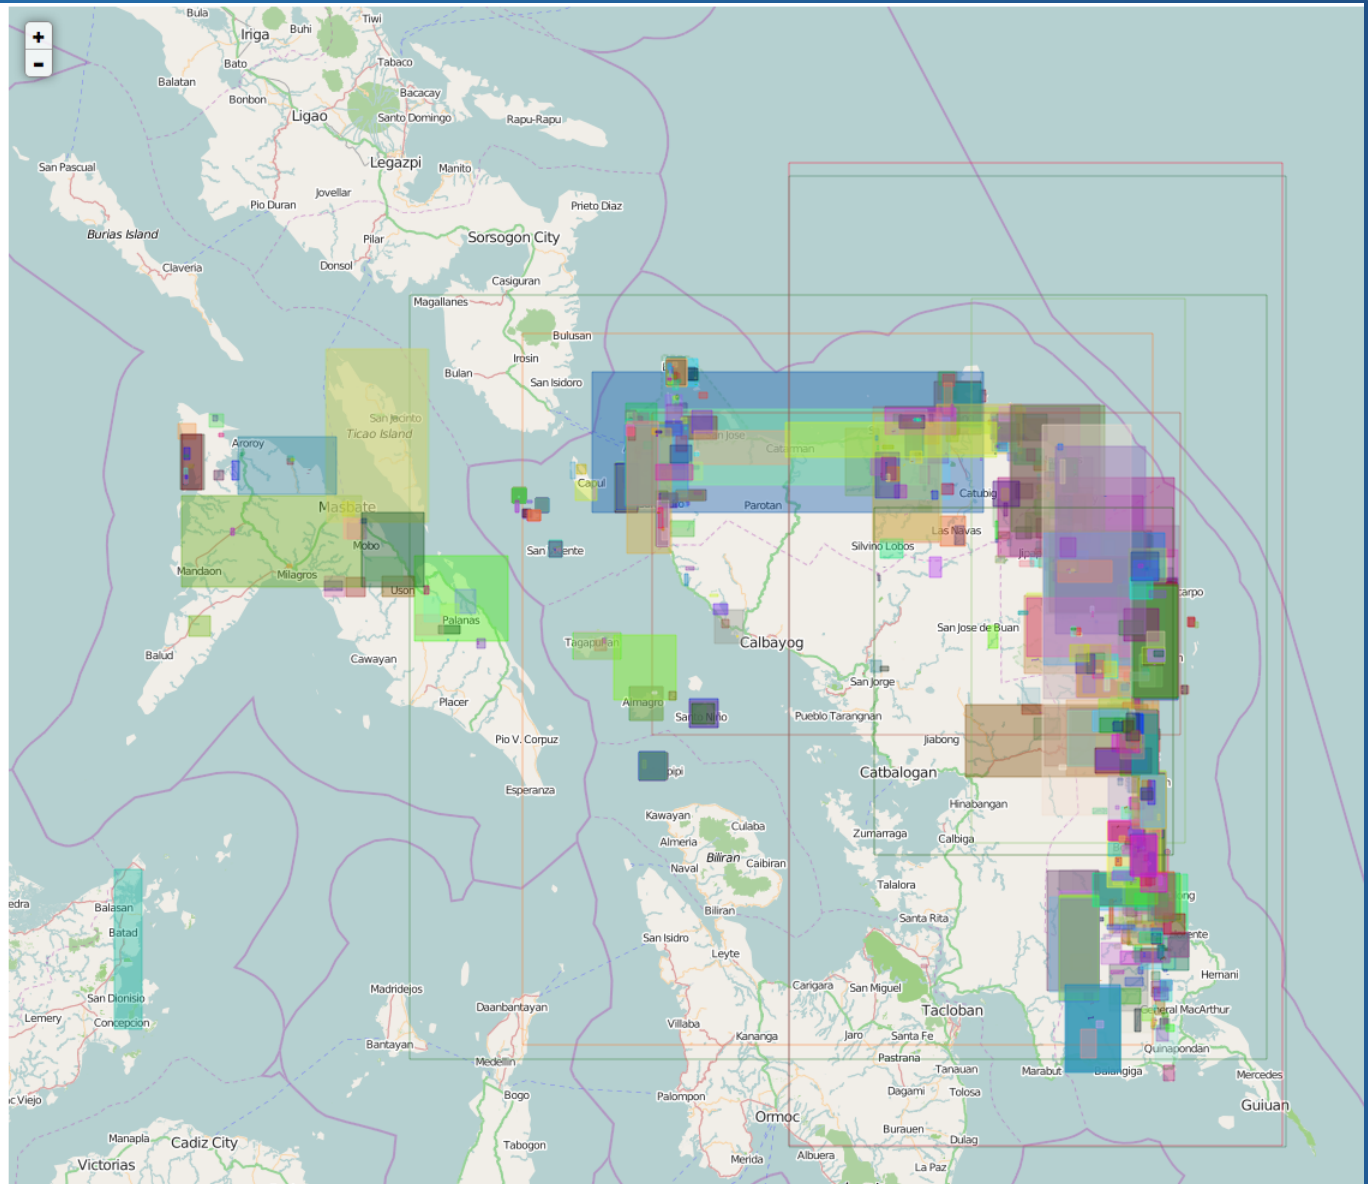 +
-
Bula
Tiwi
Iriga
Buhi
Bato
Tabaco
Balatan
Bonbon
Bacacay
Ligao
Santo Domingo
Rapu-Rapu
San Pascual
Legazpi
Manito
Jovellar
Pio Duran
Prieto Diaz
Burias Island
Pilar
Sorsogon City
Claveria
Donsol
Casiguran
Magallanes
Bulusan
Irosin
Bulan
San Isidoro
San Jacinto
Ticao Island
Aroroy
Catarman
Capul
Catubig
Masbate
Parotan
Las Navas
Mobo
Silvino Lobos
Mandaon
Milagros
Uson
Palanas
San Jose de Buan
Balud
Cawayan
Calbayog
San Jorge
Placer
Almagro
Pueblo Tarangnan
Pio V. Corpuz
Jiabong
Catbalogan
Esperanza
Hinabangan
Kawayan
Culaba
Zumarraga
Calbiga
Almeria
Biliran
Caibiran
Naval
Talalora
Balasan
Biliran
Santa Rita
Batad
San Isidro
Leyte
Hernani
Madridejos
Carigara
San Miguel
San Dionisio
Daanbantayan
Tacloban
General MacArthur
Lemery
Concepcion
Villaba
Kananga
Jaro
Santa Fe
Bantayan
Quinapondan
Medellin
Pastrana
Tanauan
Marabut
Mercedes
Bogo
Palompon
Dagami
Tolosa
Guiuan
Ormoc
Manapla
Cadiz City
Tabogon
Burauen
Dulag
Victorias
Merida
Albuera
La Paz